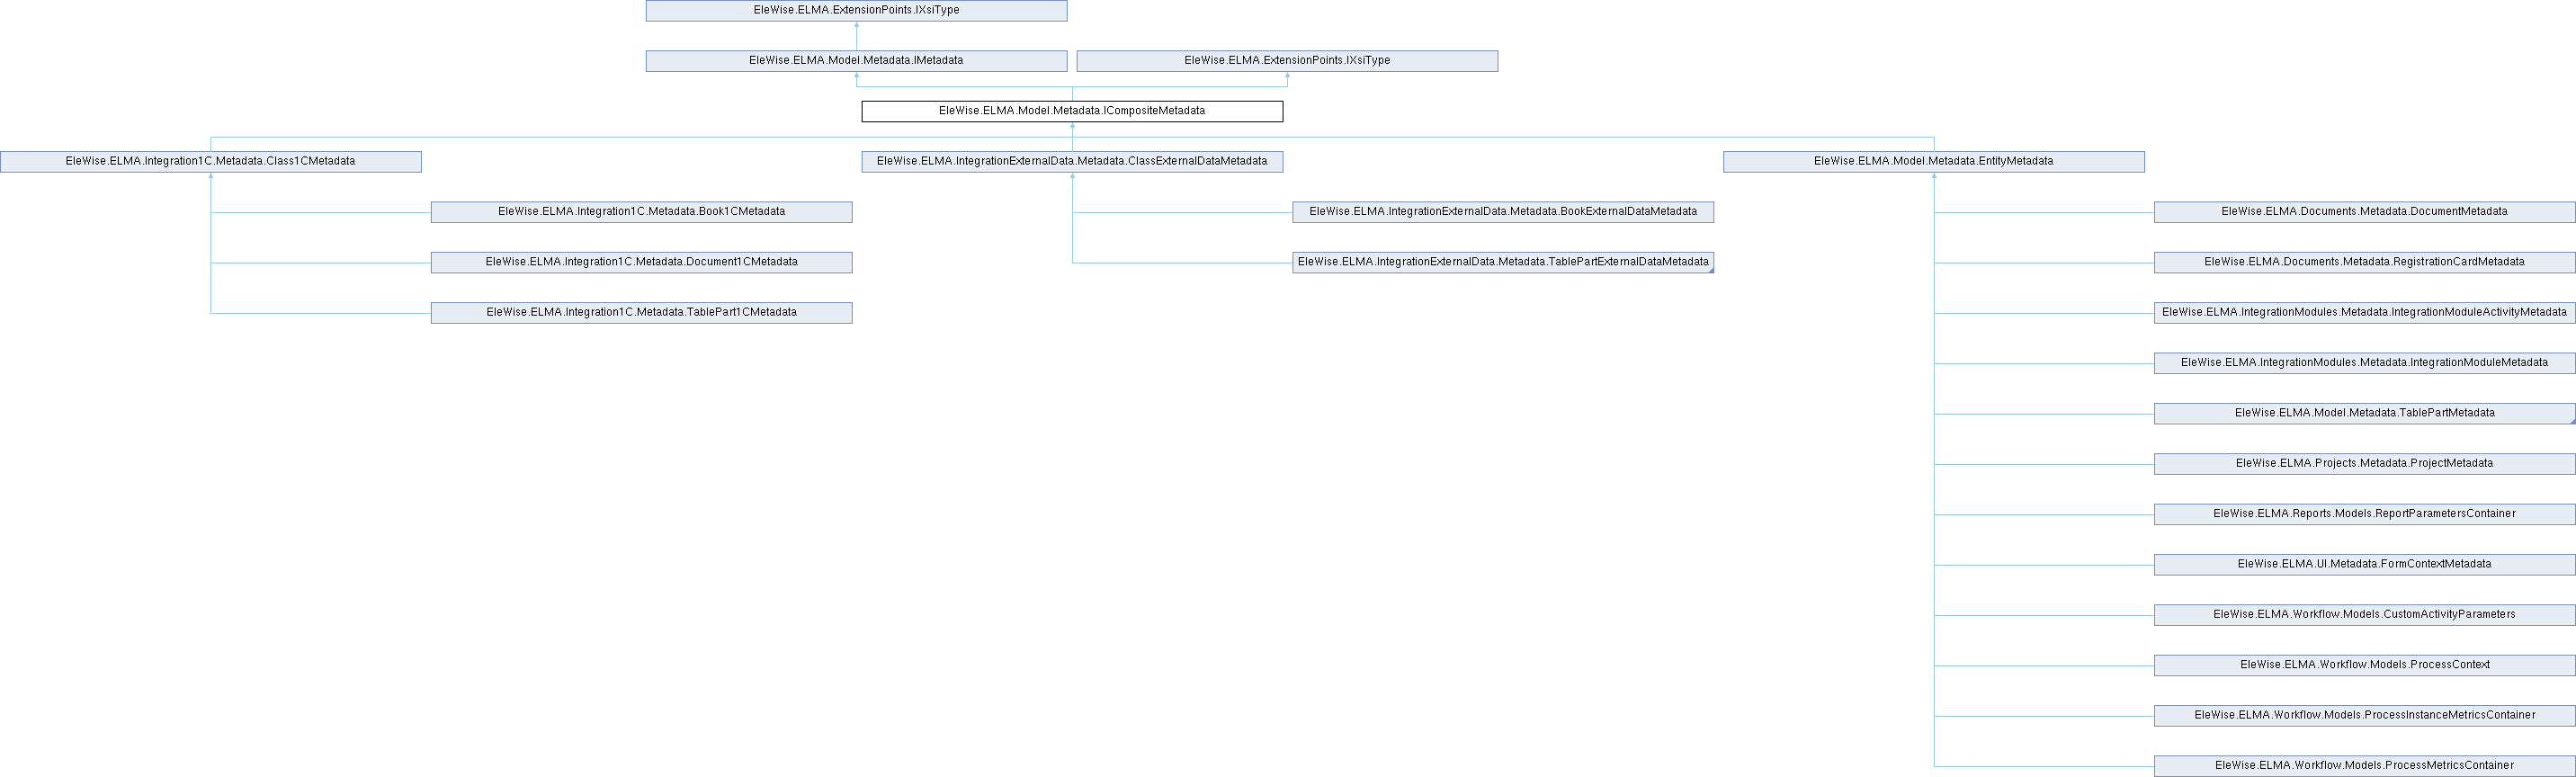 EleWise.ELMA.ExtensionPoints.IXsiType
EleWise.ELMA.Model.Metadata.IMetadata
EleWise.ELMA.ExtensionPoints.IXsiType
EleWise.ELMA.Model.Metadata.ICompositeMetadata
EleWise.ELMA.Integration1C.Metadata.Class1CMetadata
EleWise.ELMA.IntegrationExternalData.Metadata.ClassExternalDataMetadata
EleWise.ELMA.Model.Metadata.EntityMetadata
EleWise.ELMA.Integration1C.Metadata.Book1CMetadata
EleWise.ELMA.IntegrationExternalData.Metadata.BookExternalDataMetadata
EleWise.ELMA.Documents.Metadata.DocumentMetadata
EleWise.ELMA.Integration1C.Metadata.Document1CMetadata
EleWise.ELMA.IntegrationExternalData.Metadata.TablePartExternalDataMetadata
EleWise.ELMA.Documents.Metadata.RegistrationCardMetadata
EleWise.ELMA.Integration1C.Metadata.TablePart1CMetadata
EleWise.ELMA.IntegrationModules.Metadata.IntegrationModuleActivityMetadata
EleWise.ELMA.IntegrationModules.Metadata.IntegrationModuleMetadata
EleWise.ELMA.Model.Metadata.TablePartMetadata
EleWise.ELMA.Projects.Metadata.ProjectMetadata
EleWise.ELMA.Reports.Models.ReportParametersContainer
EleWise.ELMA.UI.Metadata.FormContextMetadata
EleWise.ELMA.Workflow.Models.CustomActivityParameters
EleWise.ELMA.Workflow.Models.ProcessContext
EleWise.ELMA.Workflow.Models.ProcessInstanceMetricsContainer
EleWise.ELMA.Workflow.Models.ProcessMetricsContainer